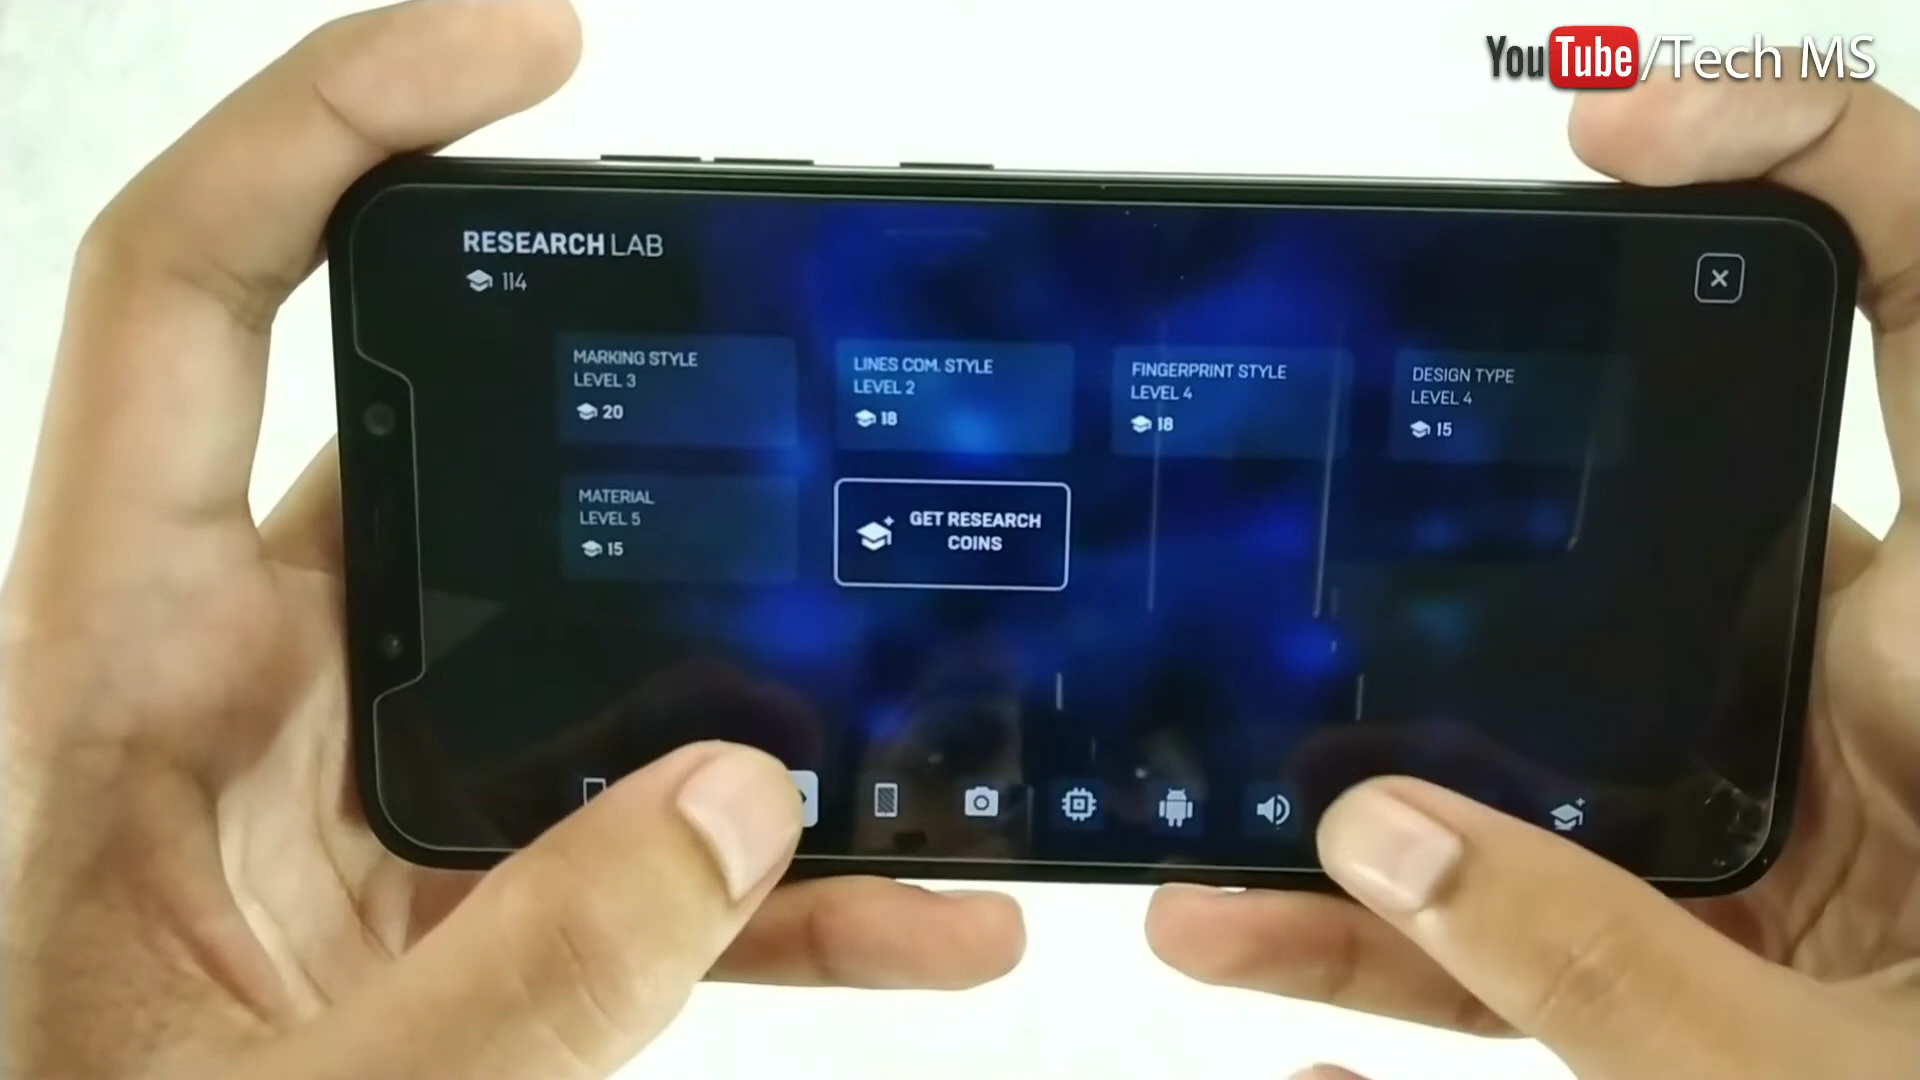 YouTube/Tech MS
RESEARCH LAB
114
MARKING STYLE
LEVEL 3
20
LINES COM. STYLE
LEVEL 2
18
FINGERPRINT STYLE
LEVEL 4
18
DESIGN TYPE
LEVEL 4
15
MATERIAL
LEVEL 5
15
GET RESEARCH
COINS